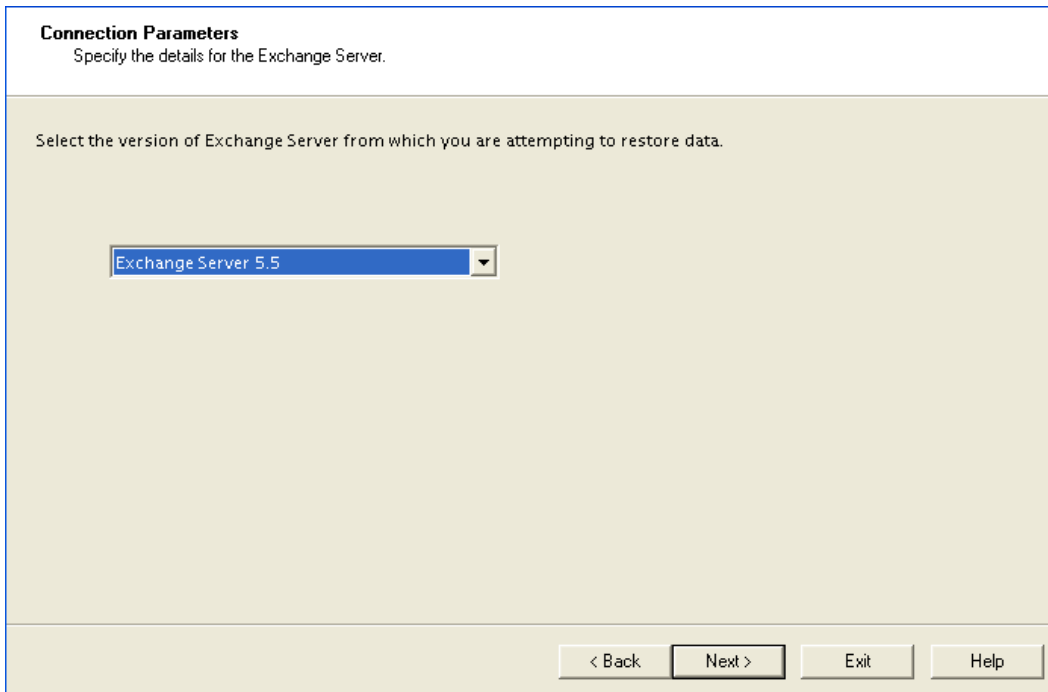 Connection Parameters
Specify the details for the Exchange Server.
Select the version of Exchange Server from which you are attempting to restore data.
Exchange Server 5.5
< Back
Next >
Exit
Help